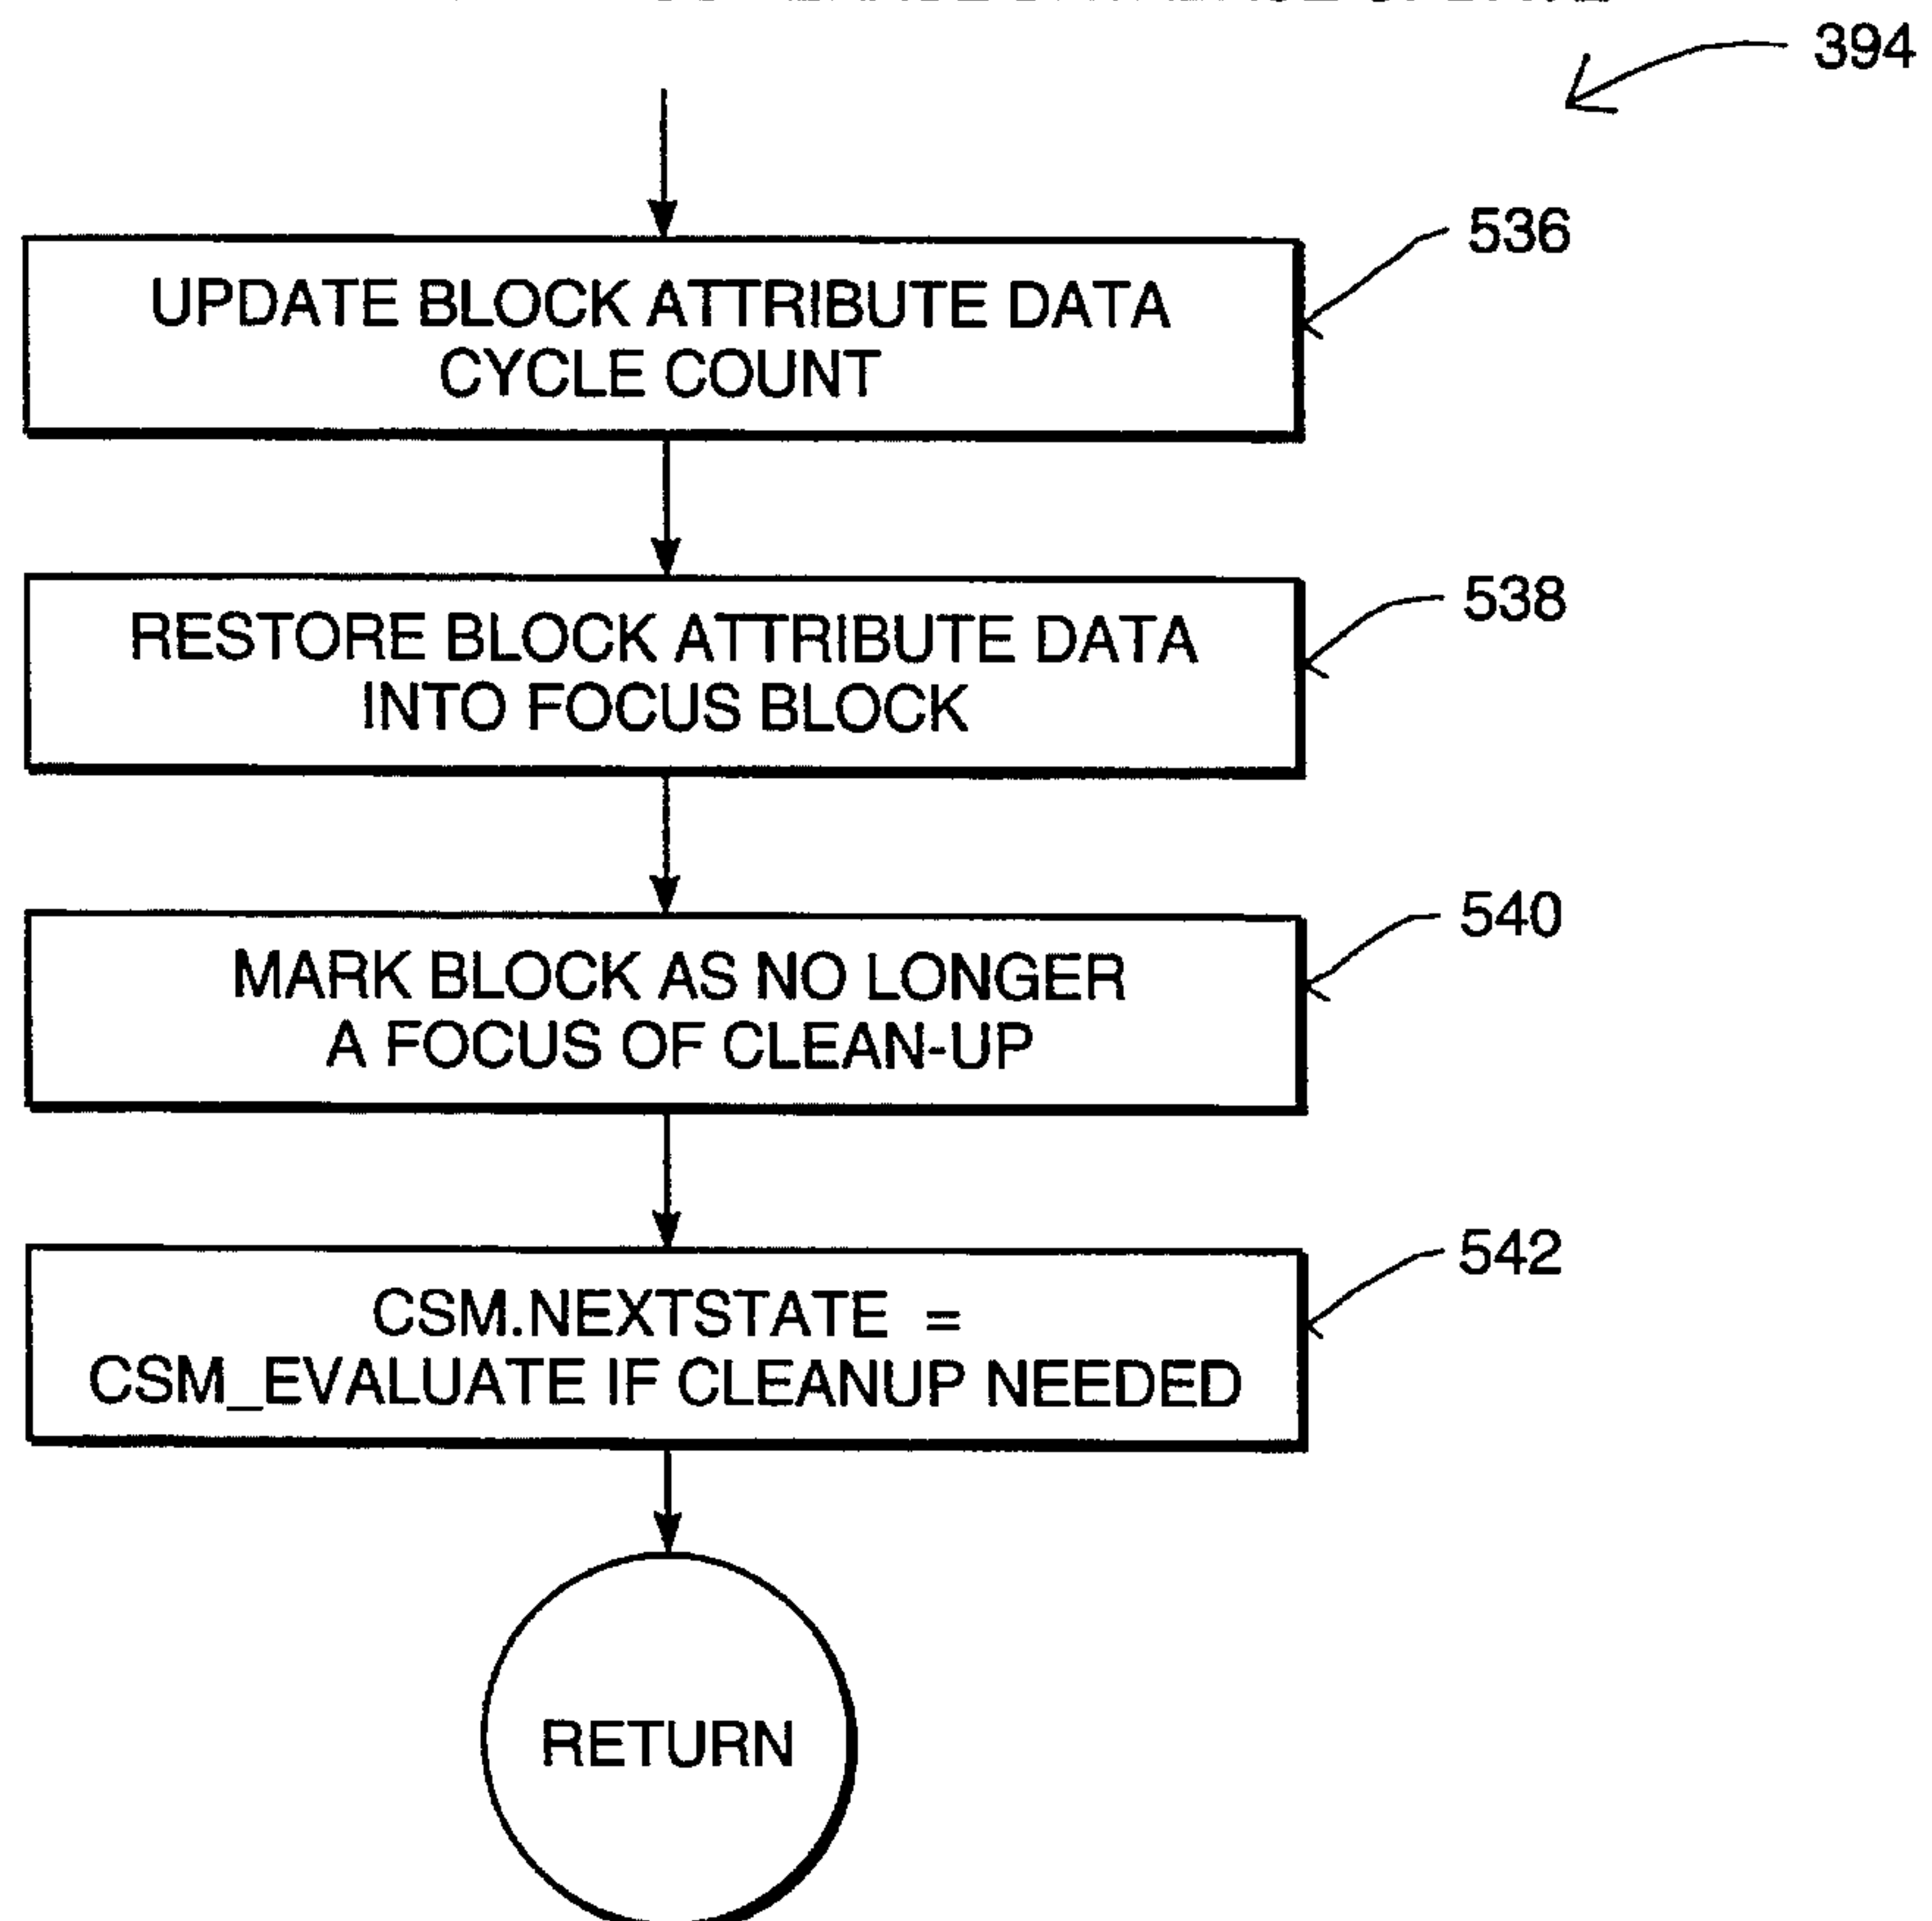 394
UPDATE BLOCK ATTRIBUTE DATA
CYCLE COUNT
536
RESTORE BLOCK ATTRIBUTE DATA
INTO FOCUS BLOCK
538
MARK BLOCK AS NO LONGER
A FOCUS OF CLEAN-UP
540
CSM.NEXTSTATE =
CSM_EVALUATE IF CLEANUP NEEDED
542
RETURN